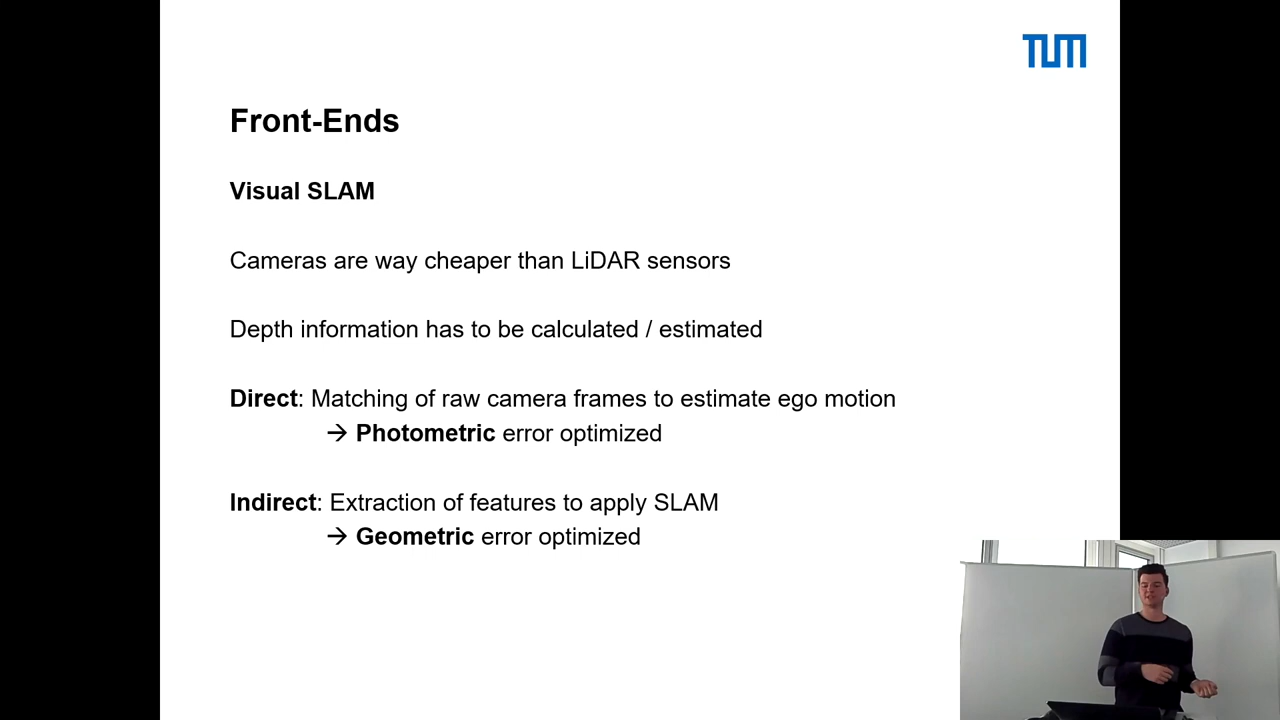 TUM
Front-Ends
Visual SLAM
Cameras are way cheaper than LiDAR sensors
Depth information has to be calculated / estimated
Direct: Matching of raw camera frames to estimate ego motion
→ Photometric error optimized
Indirect: Extraction of features to apply SLAM
→ Geometric error optimized